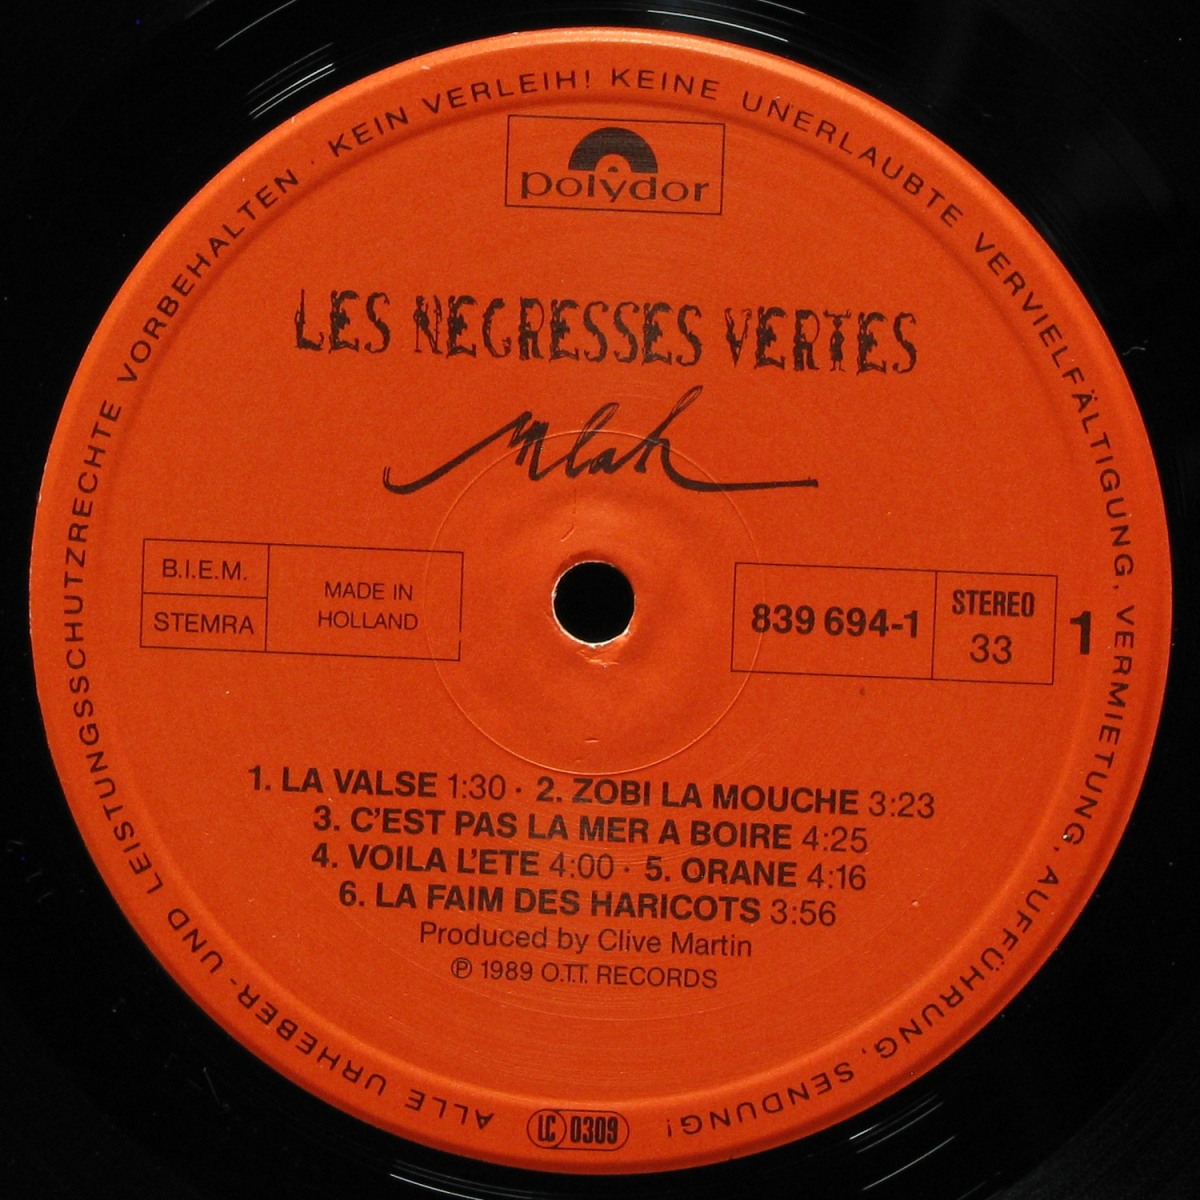 ALLE URHEBER- UND LEISTUNGSSCHUTZRECHTE VORBEHALTEN · KEIN VERLEIH! KEINE UNERLAUBTE VERVIELFÄLTIGUNG, VERMIETUNG, AUFFÜHRUNG, SENDUNG!
polydor
LES NEGRESSES VERTES
Mlah
B.I.E.M.
STEMRA
MADE IN
HOLLAND
839 694-1
STEREO
33
1
1. LA VALSE 1:30 · 2. ZOBI LA MOUCHE 3:23
3. C'EST PAS LA MER A BOIRE 4:25
4. VOILA L'ETE 4:00 · 5. ORANE 4:16
6. LA FAIM DES HARICOTS 3:56
Produced by Clive Martin
℗ 1989 O.T.T. RECORDS
LC 0309